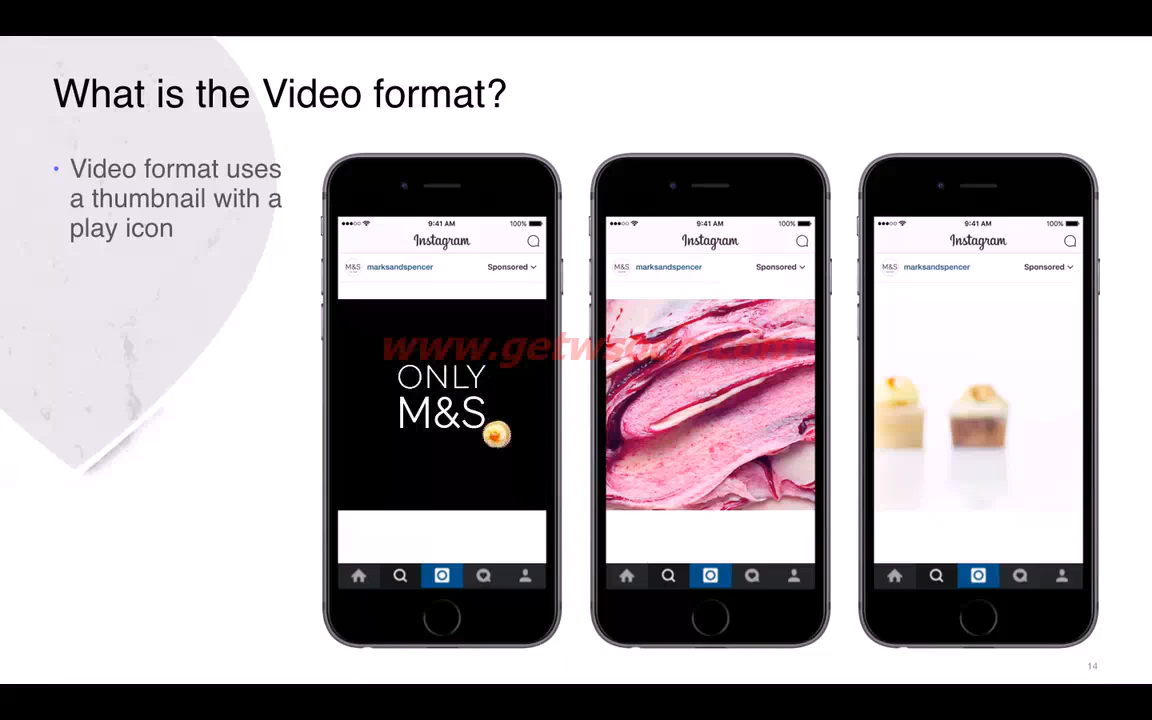 What is the Video format?
• Video format uses
a thumbnail with a
play icon
9:41 AM 100%
Instagram
M&S marksandspencer Sponsored
ONLY
M&S
9:41 AM 100%
Instagram
M&S marksandspencer Sponsored
9:41 AM 100%
Instagram
M&S marksandspencer Sponsored
14